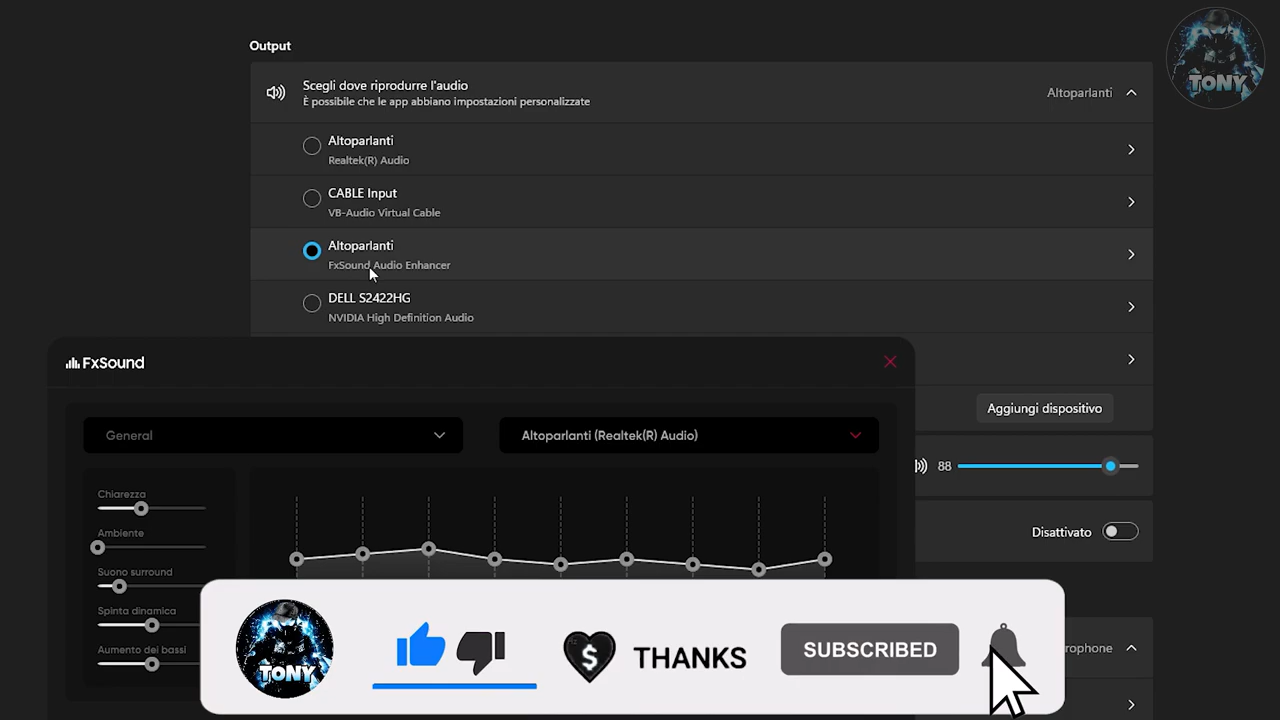 Output
TONY
Scegli dove riprodurre l'audio
È possibile che le app abbiano impostazioni personalizzate
Altoparlanti
Altoparlanti
Realtek(R) Audio
CABLE Input
VB-Audio Virtual Cable
Altoparlanti
FxSound Audio Enhancer
DELL S2422HG
NVIDIA High Definition Audio
FxSound
Aggiungi dispositivo
General
Altoparlanti (Realtek(R) Audio)
88
Chiarezza
Ambiente
Disattivato
Suono surround
Spinta dinamica
Aumento dei bassi
TONY
$
THANKS
SUBSCRIBED